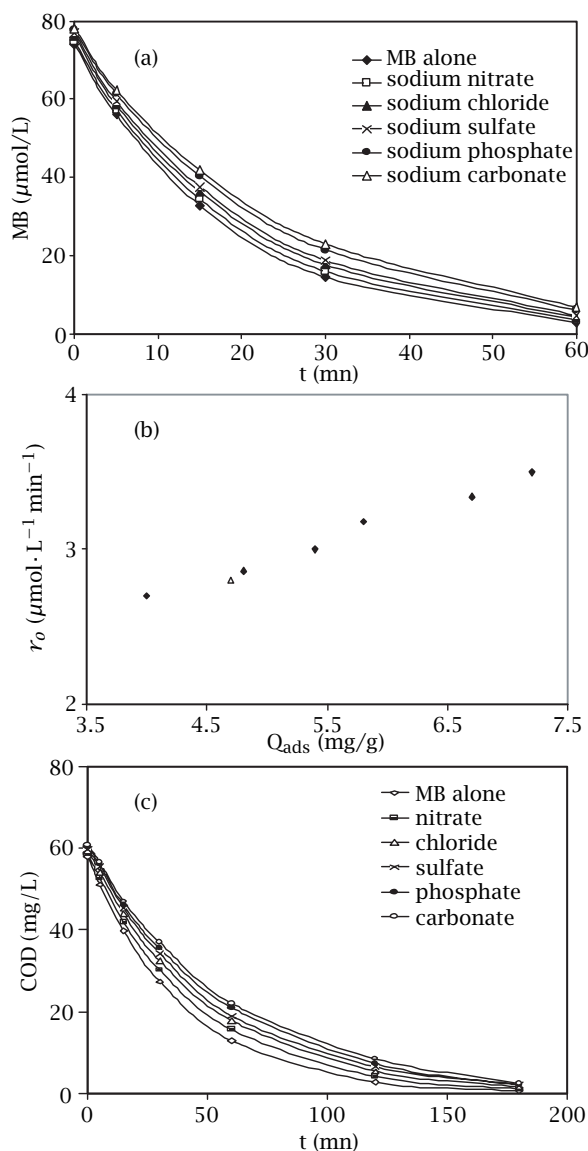 80
60
40
20
0
MB (μmol/L)
(a)
MB alone
sodium nitrate
sodium chloride
sodium sulfate
sodium phosphate
sodium carbonate
0 10 20 30 40 50 60
t (mn)
4
3
2
r₀ (μmol·L⁻¹ min⁻¹)
(b)
3.5 4.5 5.5 6.5 7.5
Qads (mg/g)
80
60
40
20
0
COD (mg/L)
(c)
MB alone
nitrate
chloride
sulfate
phosphate
carbonate
0 50 100 150 200
t (mn)